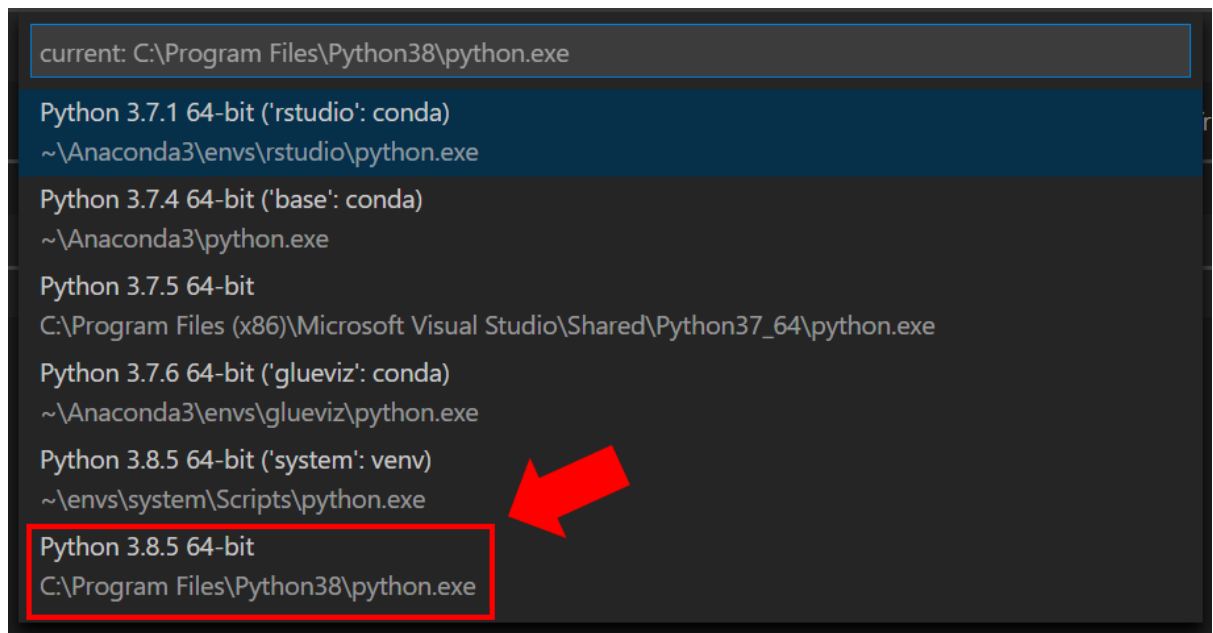 current: C:\Program Files\Python38\python.exe
Python 3.7.1 64-bit ('rstudio': conda)
~\Anaconda3\envs\rstudio\python.exe
Python 3.7.4 64-bit ('base': conda)
~\Anaconda3\python.exe
Python 3.7.5 64-bit
C:\Program Files (x86)\Microsoft Visual Studio\Shared\Python37_64\python.exe
Python 3.7.6 64-bit ('glueviz': conda)
~\Anaconda3\envs\glueviz\python.exe
Python 3.8.5 64-bit ('system': venv)
~\envs\system\Scripts\python.exe
Python 3.8.5 64-bit
C:\Program Files\Python38\python.exe